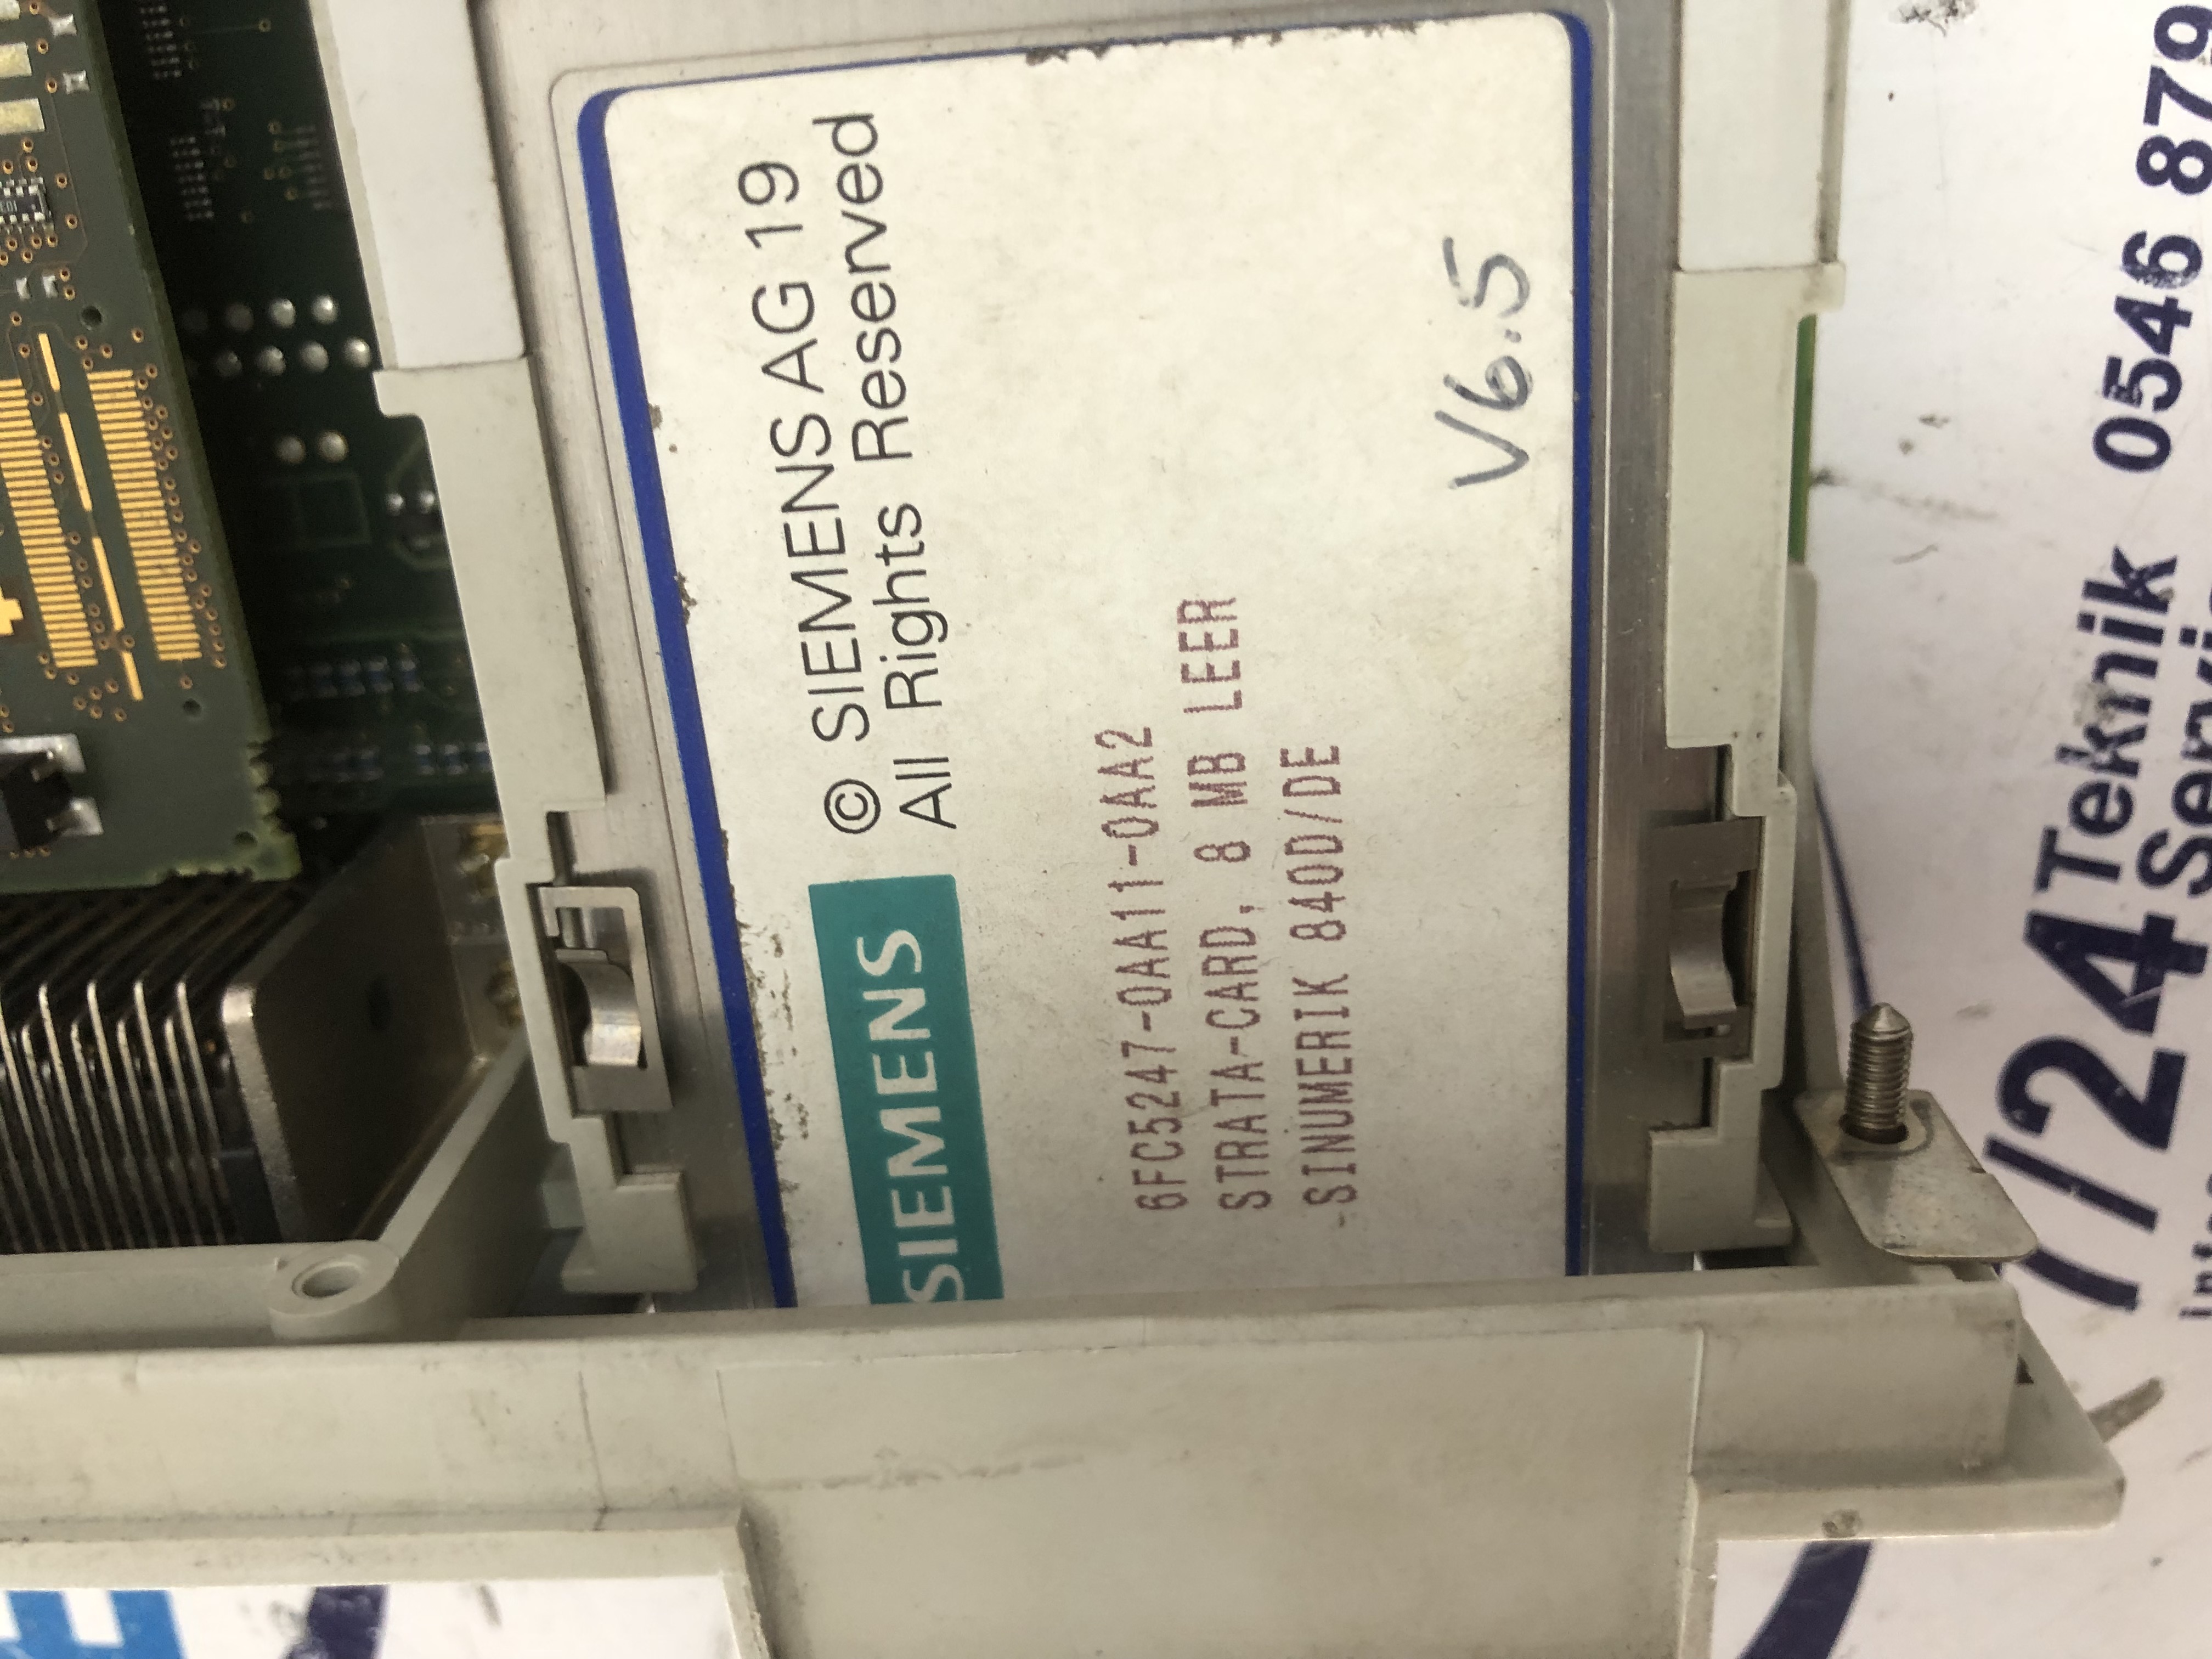 SIEMENS
© SIEMENS AG 19
All Rights Reserved
6FC5247-0AA11-0AA2
STRATA-CARD, 8 MB LEER
-SINUMERIK 840D/DE
V6.5
7/24 Teknik
0546 879